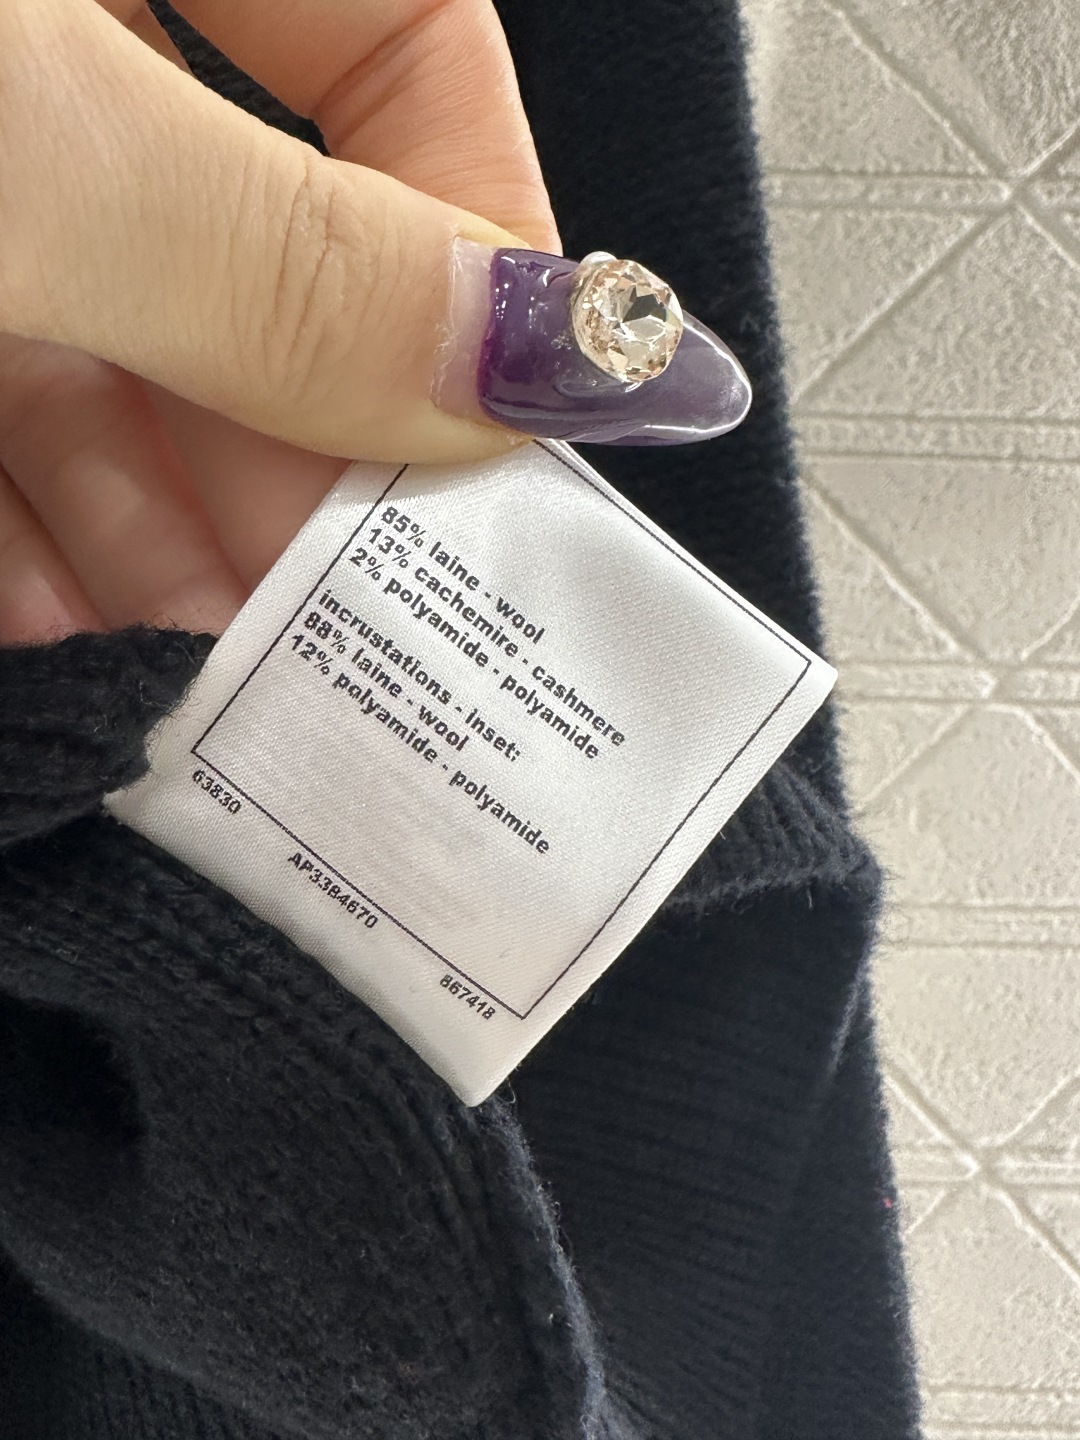 85% laine - wool
13% cachemire - cashmere
2% polyamide - polyamide
incrustations - inset:
88% laine - wool
12% polyamide - polyamide
63830
AP33B4670
867418